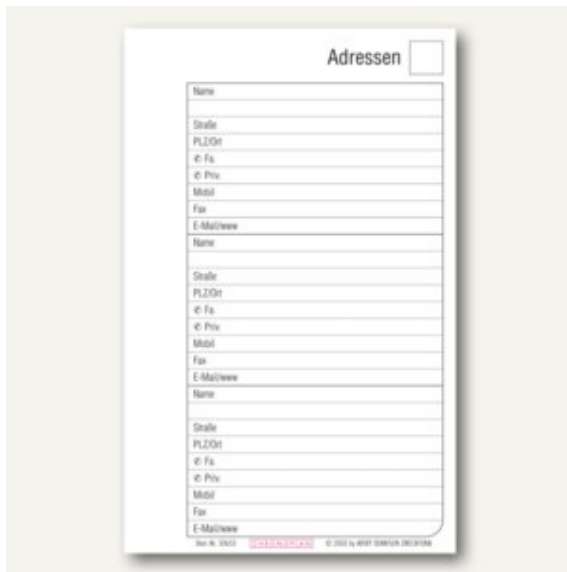 Adressen
Name
Straße
PLZ/Ort
✆ Fa.
✆ Priv.
Mobil
Fax
E-Mail/www
Name
Straße
PLZ/Ort
✆ Fa.
✆ Priv.
Mobil
Fax
E-Mail/www
Name
Straße
PLZ/Ort
✆ Fa.
✆ Priv.
Mobil
Fax
E-Mail/www
CHRONOPLAN